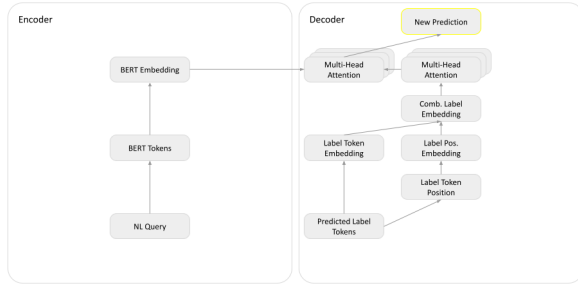 Encoder
Decoder
New Prediction
BERT Embedding
Multi-Head
Attention
Multi-Head
Attention
Comb. Label
Embedding
BERT Tokens
Label Token
Embedding
Label Pos.
Embedding
Label Token
Position
NL Query
Predicted Label
Tokens